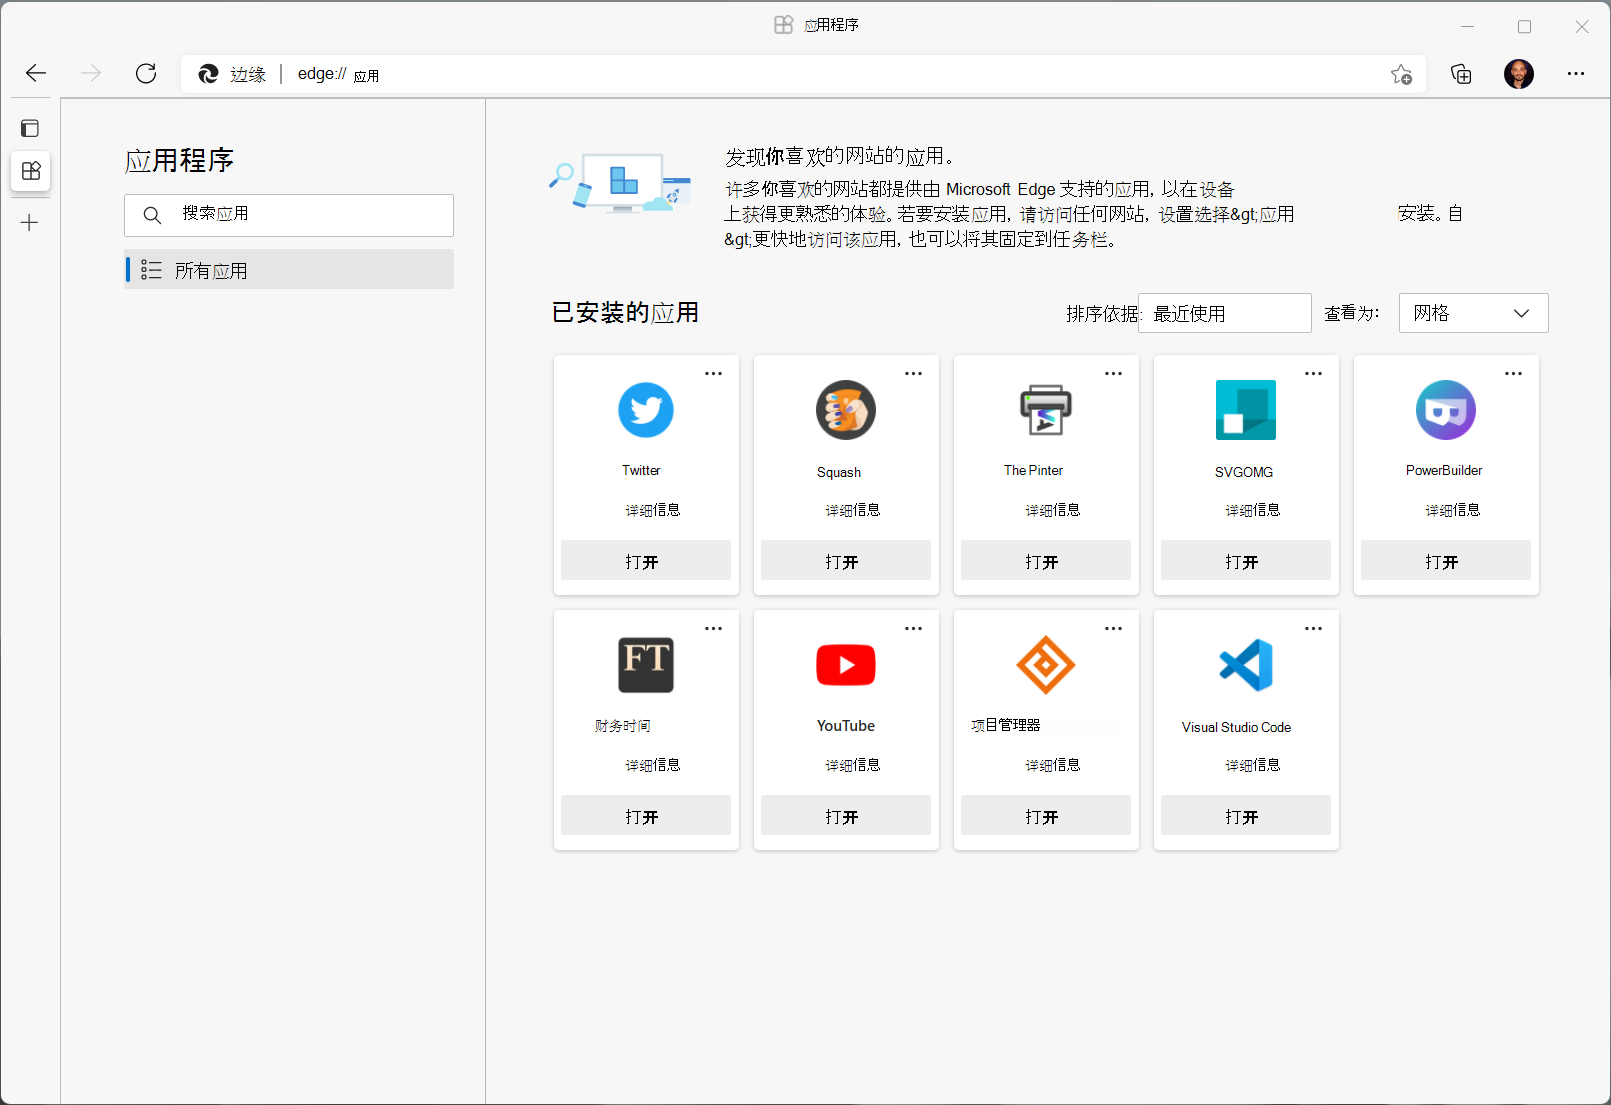 应用程序
边缘 | edge:// 应用
应用程序
搜索应用
所有应用
发现你喜欢的网站的应用。
许多你喜欢的网站都提供由 Microsoft Edge 支持的应用, 以在设备
上获得更熟悉的体验。若要安装应用, 请访问任何网站, 设置选择&gt;应用 安装。自
&gt;更快地访问该应用, 也可以将其固定到任务栏。
已安装的应用
排序依据: 最近使用
查看为: 网格
Twitter
详细信息
打开
Squash
详细信息
打开
The Pinter
详细信息
打开
SVGOMG
详细信息
打开
PowerBuilder
详细信息
打开
FT
财务时间
详细信息
打开
YouTube
详细信息
打开
项目管理器
详细信息
打开
Visual Studio Code
详细信息
打开